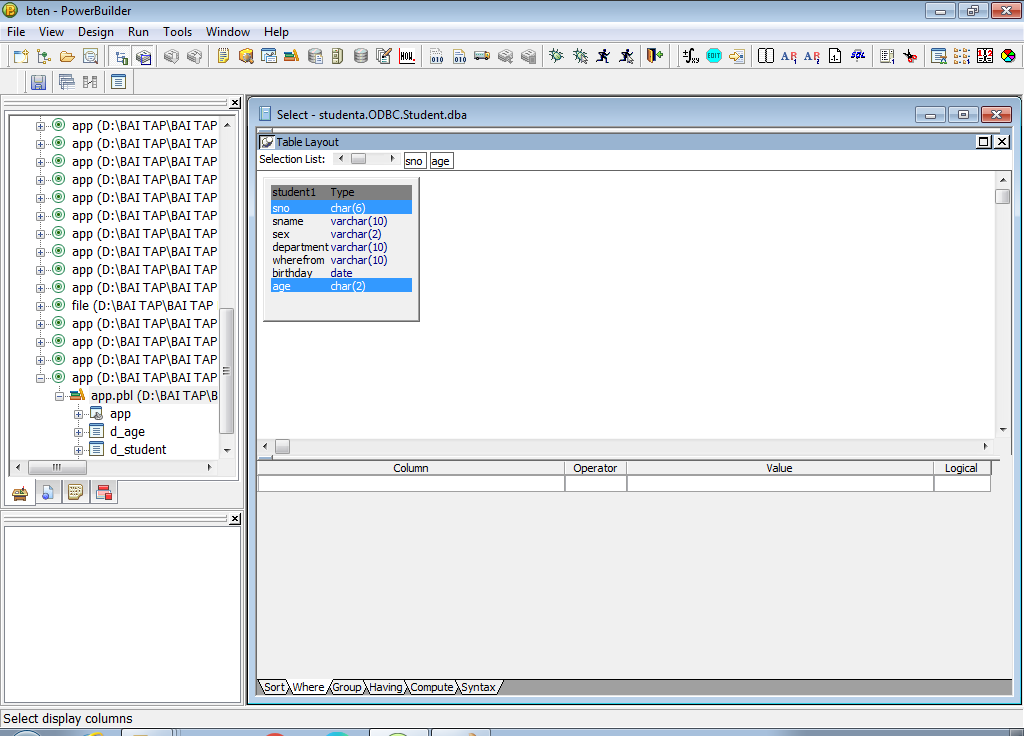 bten - PowerBuilder
File View Design Run Tools Window Help
HOW.
EDIT
SQL
app (D:\BAI TAP\BAI TAP
app (D:\BAI TAP\BAI TAP
app (D:\BAI TAP\BAI TAP
app (D:\BAI TAP\BAI TAP
app (D:\BAI TAP\BAI TAP
app (D:\BAI TAP\BAI TAP
app (D:\BAI TAP\BAI TAP
app (D:\BAI TAP\BAI TAP
app (D:\BAI TAP\BAI TAP
app (D:\BAI TAP\BAI TAP
file (D:\BAI TAP\BAI TAP
app (D:\BAI TAP\BAI TAP
app (D:\BAI TAP\BAI TAP
app (D:\BAI TAP\BAI TAP
app (D:\BAI TAP\BAI TAP
app.pbl (D:\BAI TAP\B
app
d_age
d_student
Select - studenta.ODBC.Student.dba
Table Layout
Selection List: sno age
student1 Type
sno char(6)
sname varchar(10)
sex varchar(2)
department varchar(10)
wherefrom varchar(10)
birthday date
age char(2)
Column Operator Value Logical
Sort Where Group Having Compute Syntax
Select display columns